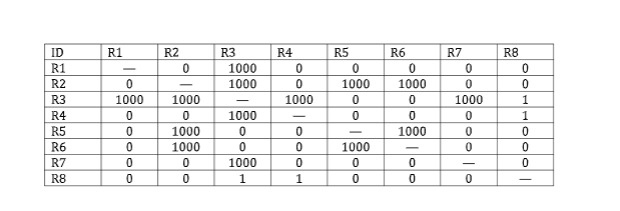 ID R1 R2 R3 R4 R5 R6 R7 R8
R1 — 0 1000 0 0 0 0 0
R2 0 — 1000 0 1000 1000 0 0
R3 1000 1000 — 1000 0 0 1000 1
R4 0 0 1000 — 0 0 0 1
R5 0 1000 0 0 — 1000 0 0
R6 0 1000 0 0 1000 — 0 0
R7 0 0 1000 0 0 0 — 0
R8 0 0 1 1 0 0 0 —